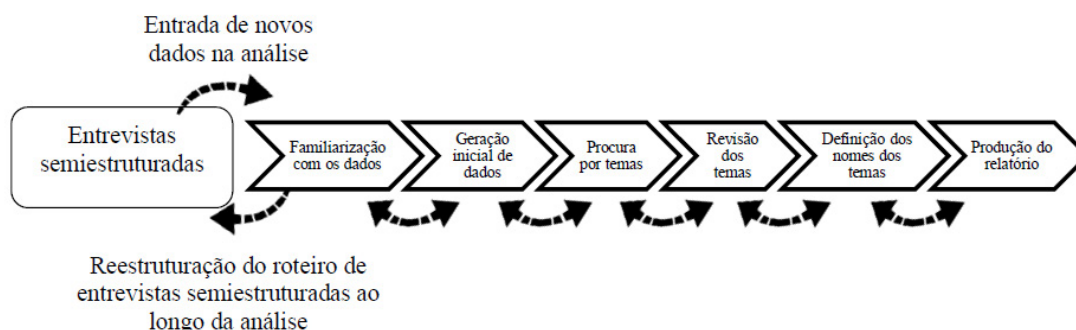 Entrada de novos
dados na análise
Entrevistas
semiestruturadas
Familiarização
com os dados
Geração
inicial de
dados
Procura
por temas
Revisão
dos
temas
Definição dos
nomes dos
temas
Produção do
relatório
Reestruturação do roteiro de
entrevistas semiestruturadas ao
longo da análise